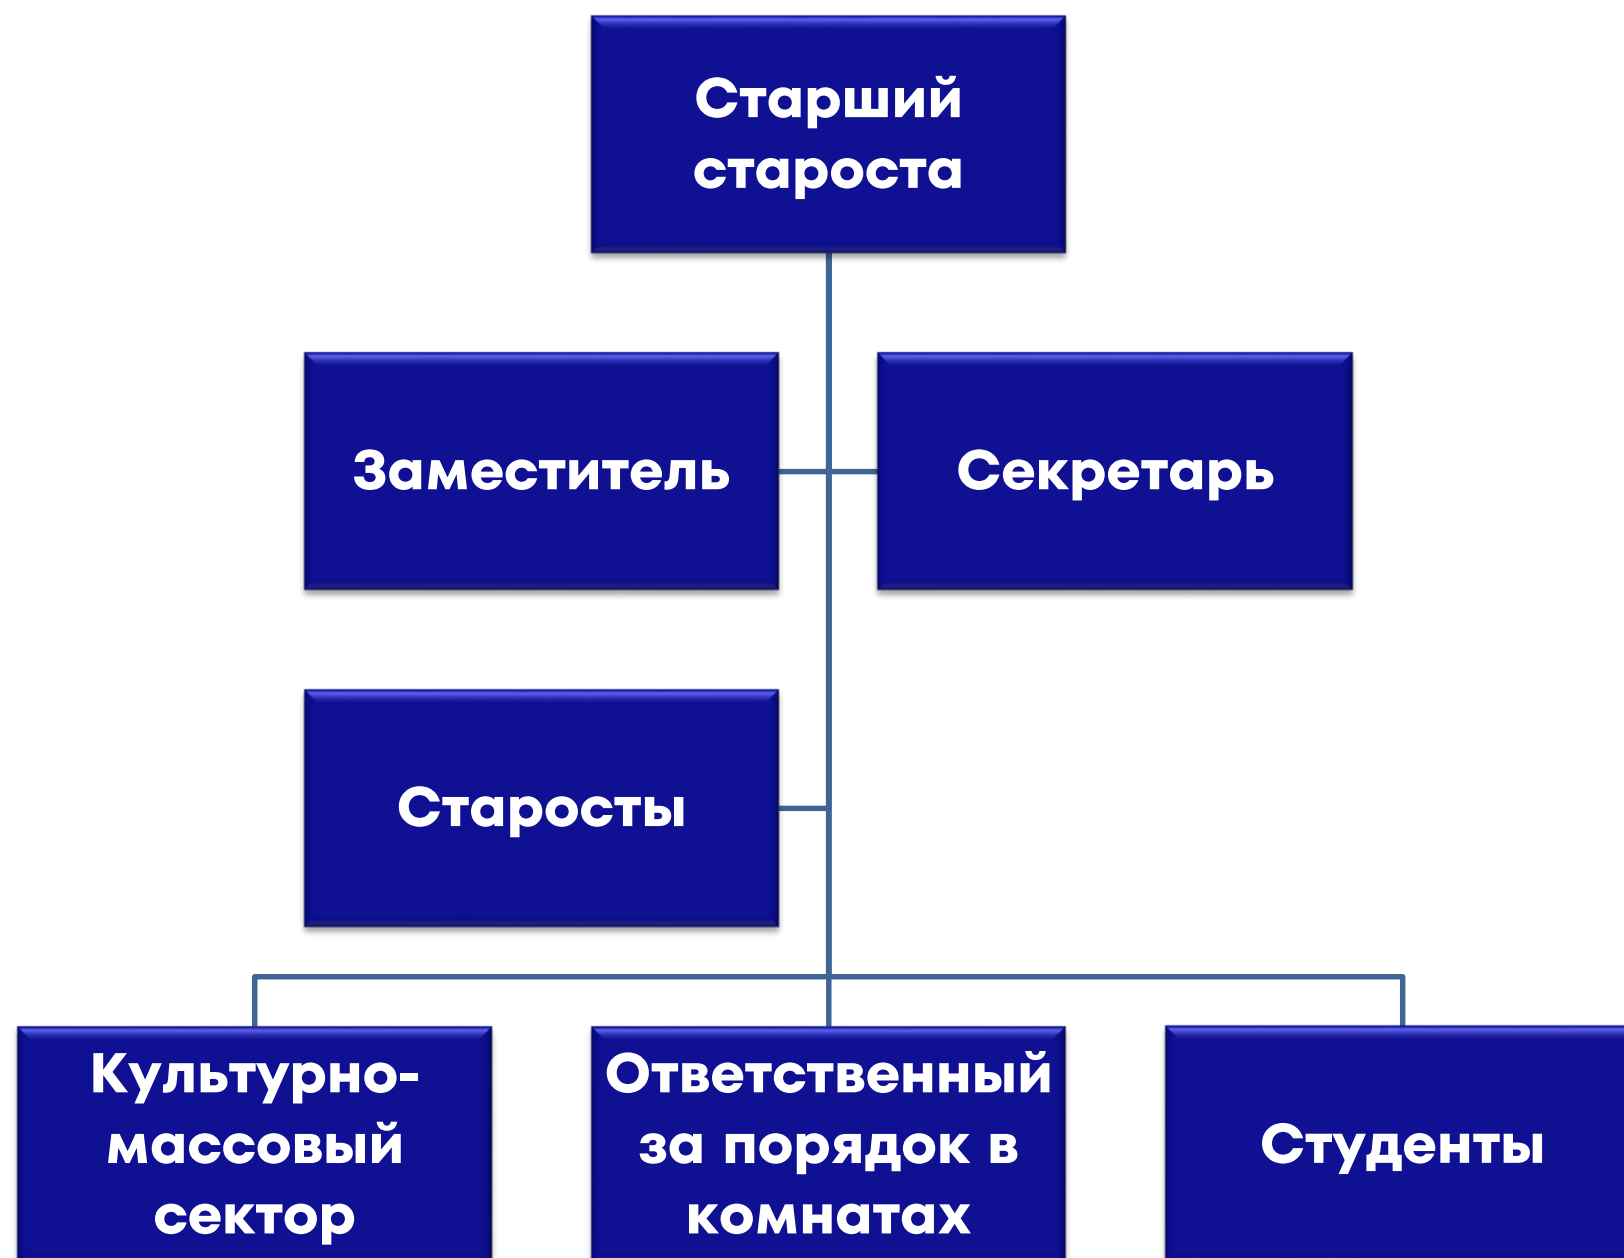 Старший
староста
Заместитель
Секретарь
Старосты
Культурно-
массовый
сектор
Ответственный
за порядок в
комнатах
Студенты